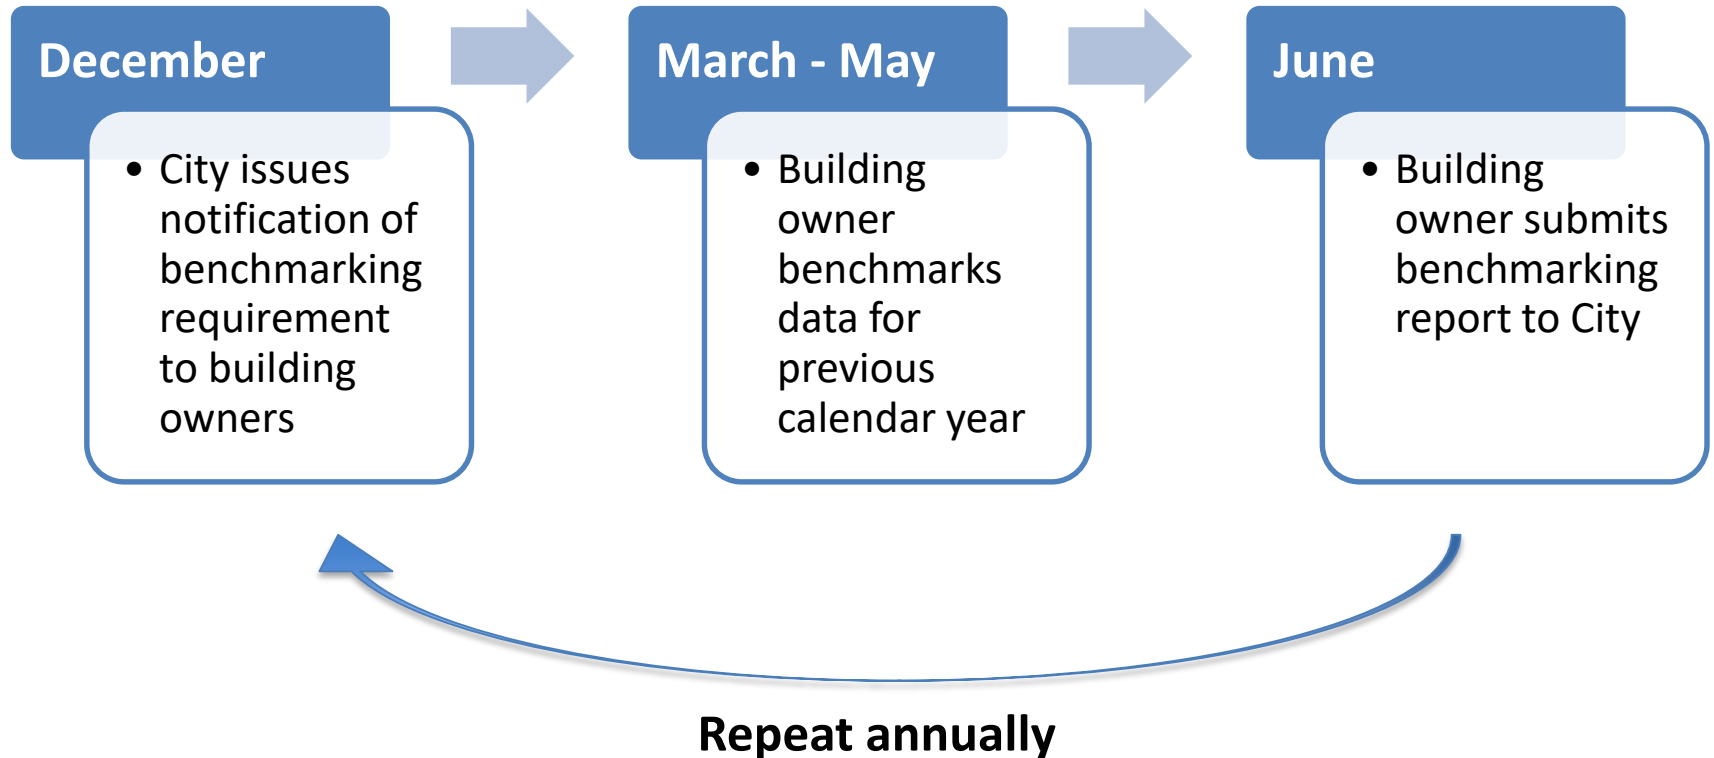 December
• City issues
notification of
benchmarking
requirement
to building
owners
March - May
• Building
owner
benchmarks
data for
previous
calendar year
June
• Building
owner submits
benchmarking
report to City
Repeat annually